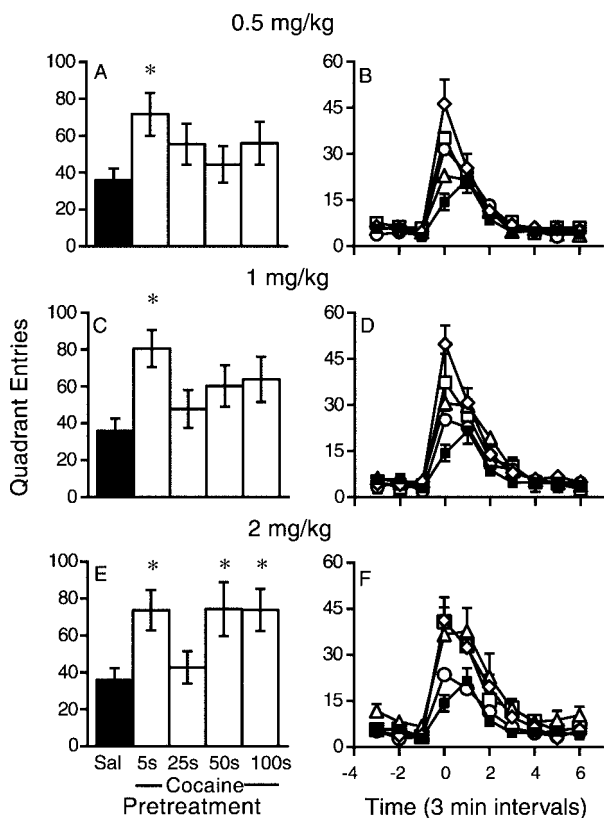 0.5 mg/kg
A
*
100
80
60
40
20
0
B
60
45
30
15
0
1 mg/kg
C
*
100
80
60
40
20
0
D
60
45
30
15
0
Quadrant Entries
2 mg/kg
E
* * *
100
80
60
40
20
0
Sal 5s 25s 50s 100s
Cocaine
Pretreatment
F
60
45
30
15
0
-4 -2 0 2 4 6
Time (3 min intervals)